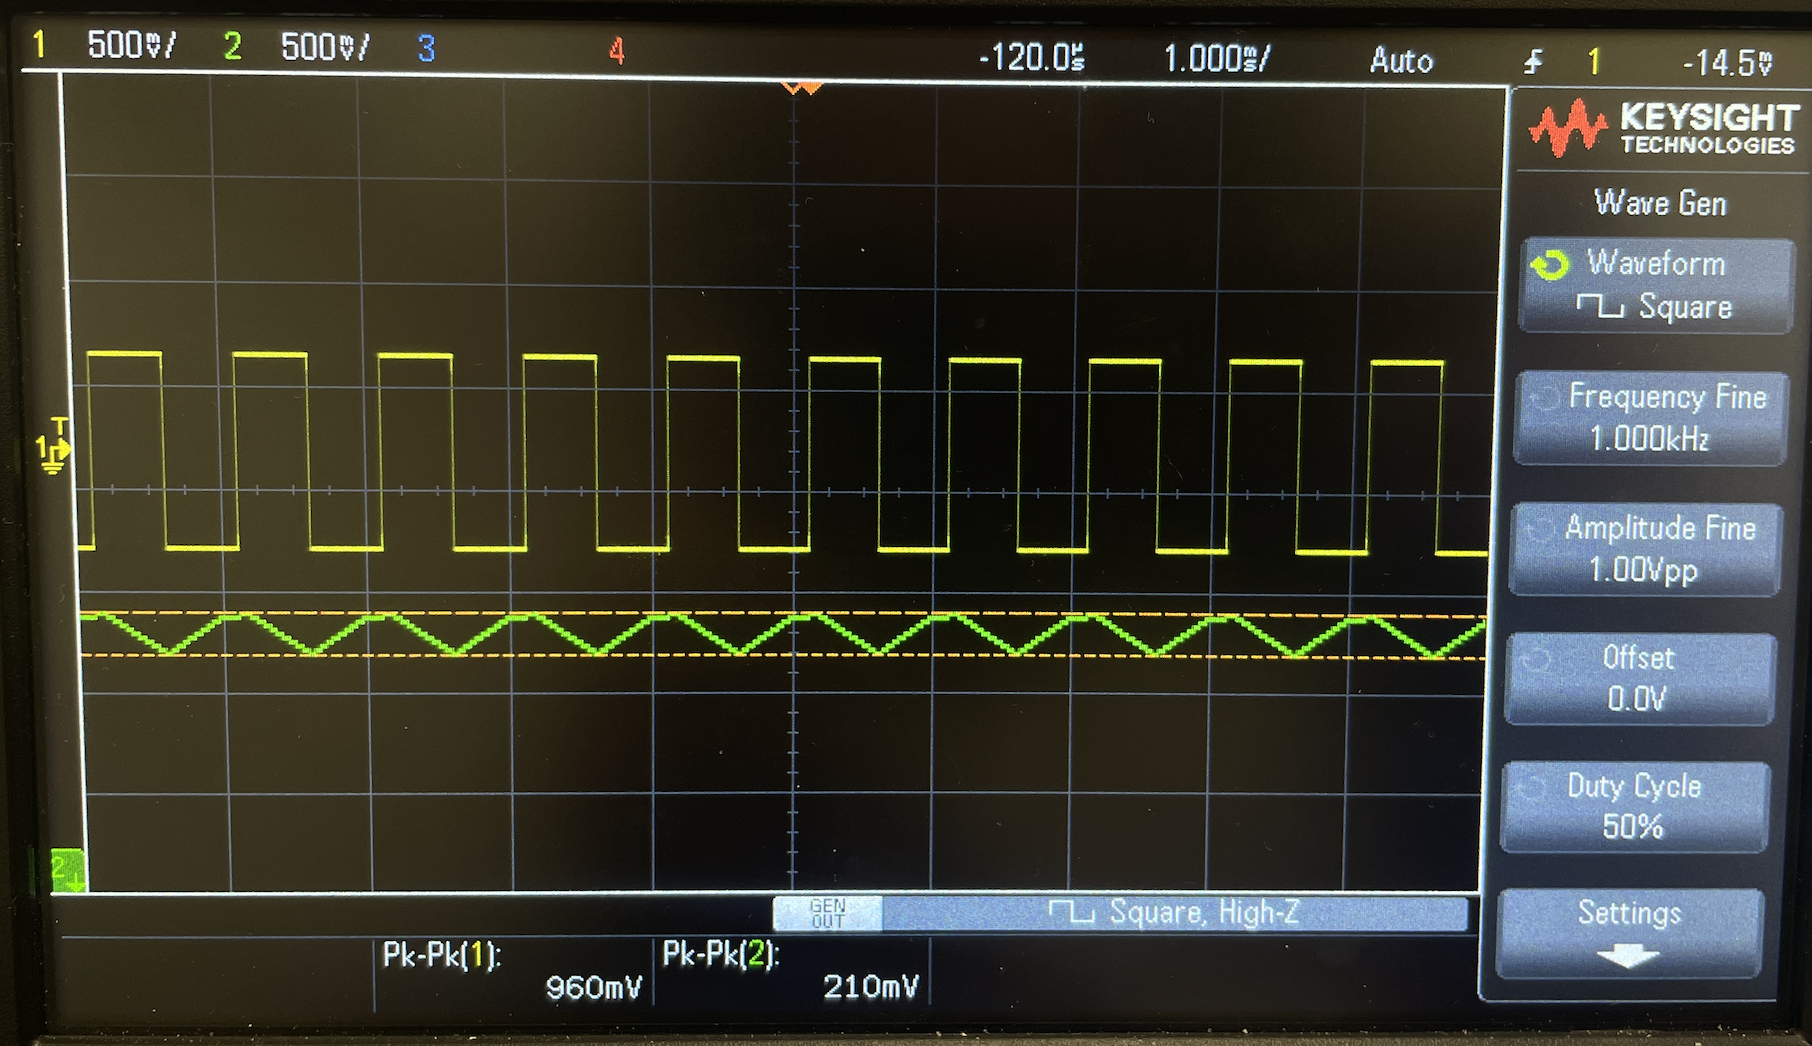 1 500mV/ 2 500mV/ 3 4 -120.0µs 1.000ms/ Auto 1 -14.5mV
KEYSIGHT
TECHNOLOGIES
Wave Gen
Waveform
Square
Frequency Fine
1.000kHz
Amplitude Fine
1.00Vpp
Offset
0.0V
Duty Cycle
50%
Settings
T
1
2
GEN
OUT
Square, High-Z
Pk-Pk(1): Pk-Pk(2):
960mV 210mV